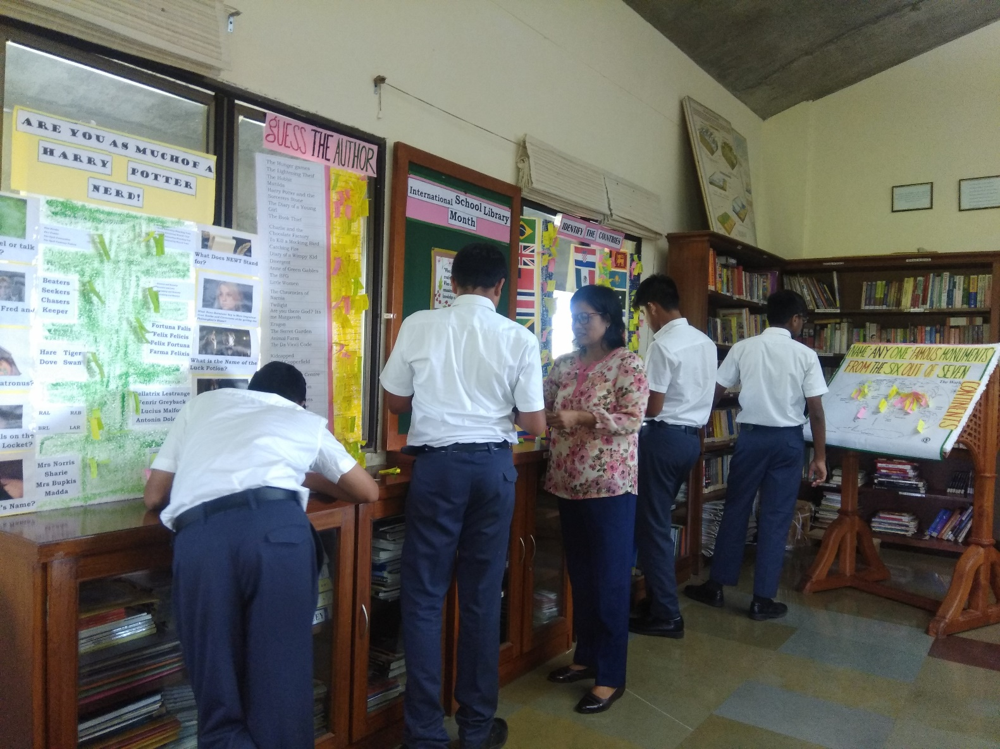 ARE YOU AS MUCH OF A
HARRY POTTER
NERD!
el or talk
?
Fred and
atronus?
RAL RAB
BRL LAR
ls on the
Locket?
's Name?
Beaters
Seekers
Chasers
Keeper
Hare Tiger
Dove Swan
Mrs Norris
Sharie
Mrs Bupkis
Madda
Fortuna Falis
Felix Felicis
Felix Fortuna
Farma Felixis
ellatrix Lestrange
Fenrir Greyback
Lucius Malfo
Antonin Dolo
What Does NEWT Stand
for?
What is the Name of the
Luck Potion?
GUESS THE AUTHOR
The Hunger games
The Lightening Theif
The Hobbit
Matilda
Harry Potter and the
Sorcerers Stone
The Diary of a Young
Girl
The Book Thief
Charlie and the
Chocolate Factory
To Kill a Mocking Bird
Catching Fire
Diary of a Wimpy Kid
Divergent
Anne of Green Gables
The BFG
Little Women
The Chronicles of
Narnia
Twilight
Are you there God? Its
me Margareth
Eragon
The Secret Garden
Animal Farm
The Da Vinci Code
Kidnapped
Copperfield
Centre
International School Library
Month
IDENTIFY THE COUNTRIES
NAME ANY ONE FAMOUS MONUMENTS
FROM THE SIX OUT OF SEVEN
CONTINENTS
The World